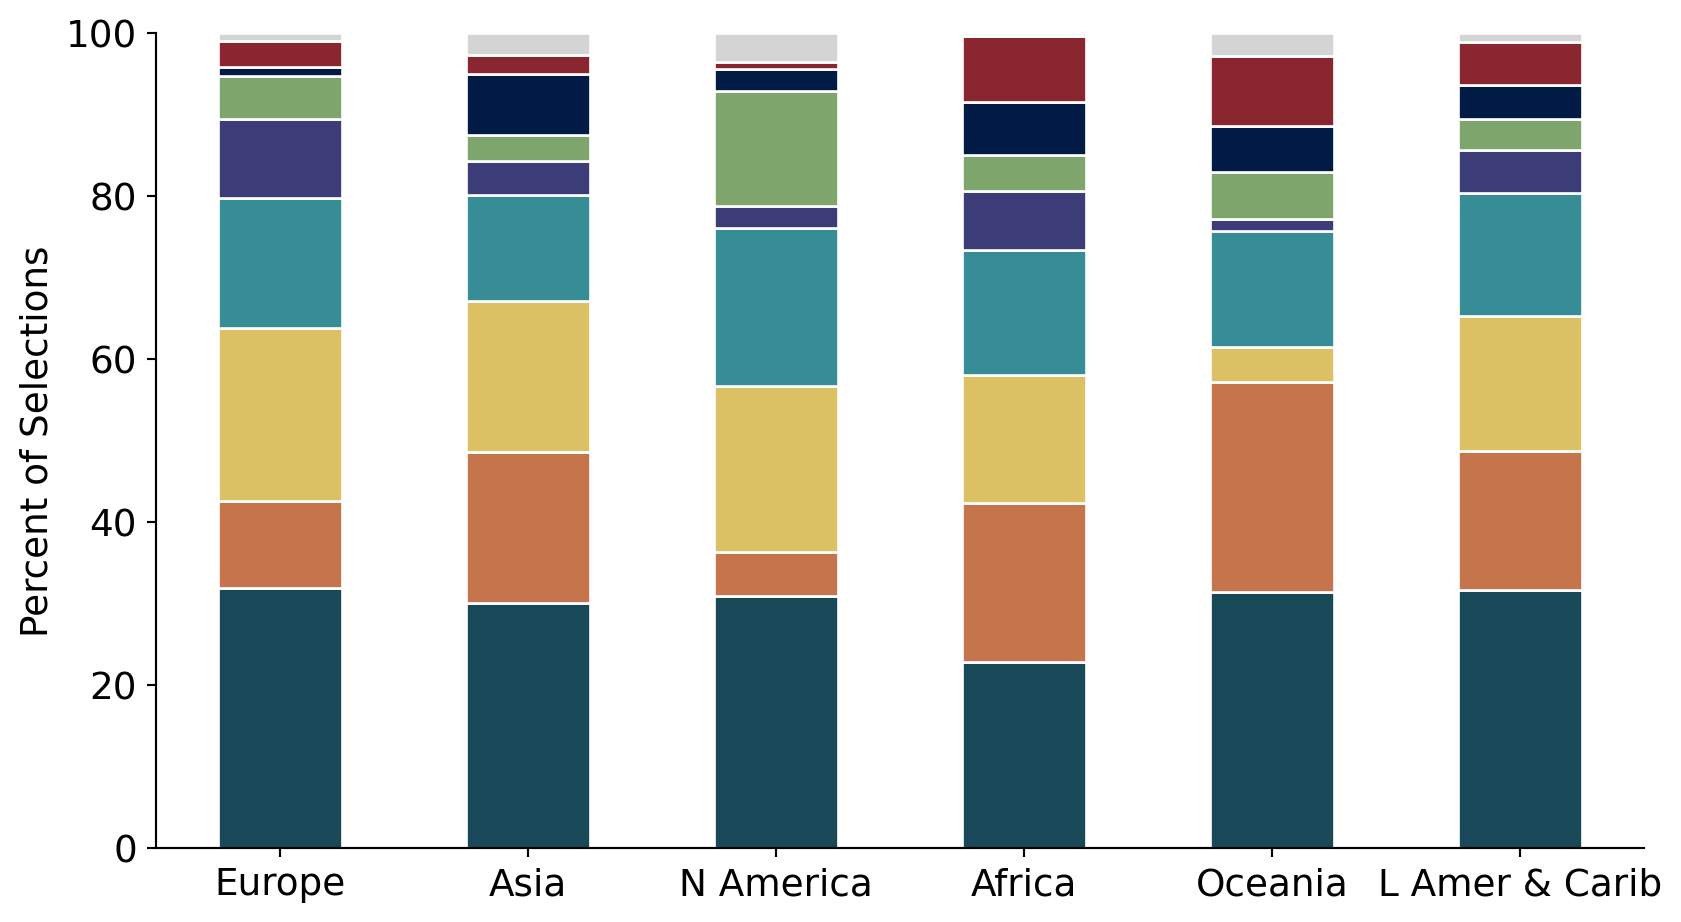 Percent of Selections
100
80
60
40
20
0
Europe
Asia
N America
Africa
Oceania
L Amer & Carib